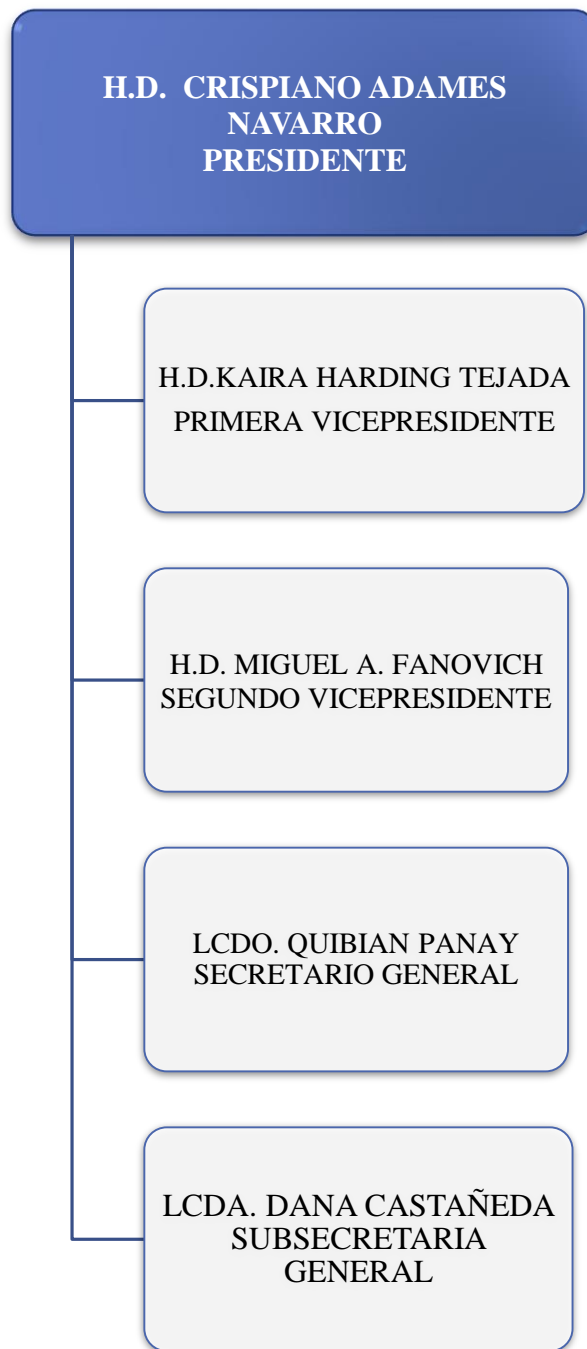 H.D. CRISPIANO ADAMES
NAVARRO
PRESIDENTE
H.D.KAIRA HARDING TEJADA
PRIMERA VICEPRESIDENTE
H.D. MIGUEL A. FANOVICH
SEGUNDO VICEPRESIDENTE
LCDO. QUIBIAN PANAY
SECRETARIO GENERAL
LCDA. DANA CASTAÑEDA
SUBSECRETARIA
GENERAL